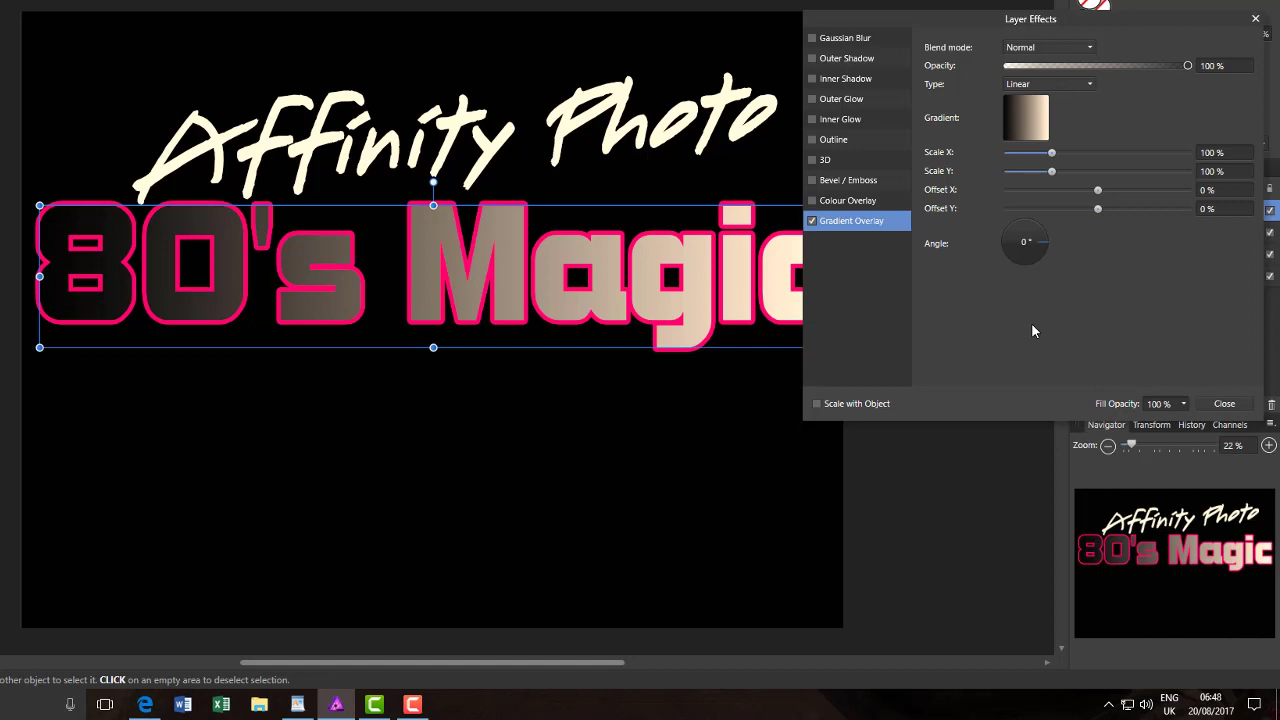 Layer Effects
Gaussian Blur
Outer Shadow
Inner Shadow
Outer Glow
Inner Glow
Outline
3D
Bevel / Emboss
Colour Overlay
Gradient Overlay
Blend mode: Normal
Opacity: 100 %
Type: Linear
Gradient:
Scale X: 100 %
Scale Y: 100 %
Offset X: 0 %
Offset Y: 0 %
Angle: 0 °
Scale with Object
Fill Opacity: 100 % Close
Affinity Photo
80's Magic
Navigator Transform History Channels
Zoom: 22 %
Affinity Photo
80's Magic
other object to select it. CLICK on an empty area to deselect selection.
ENG
UK
06:48
20/08/2017